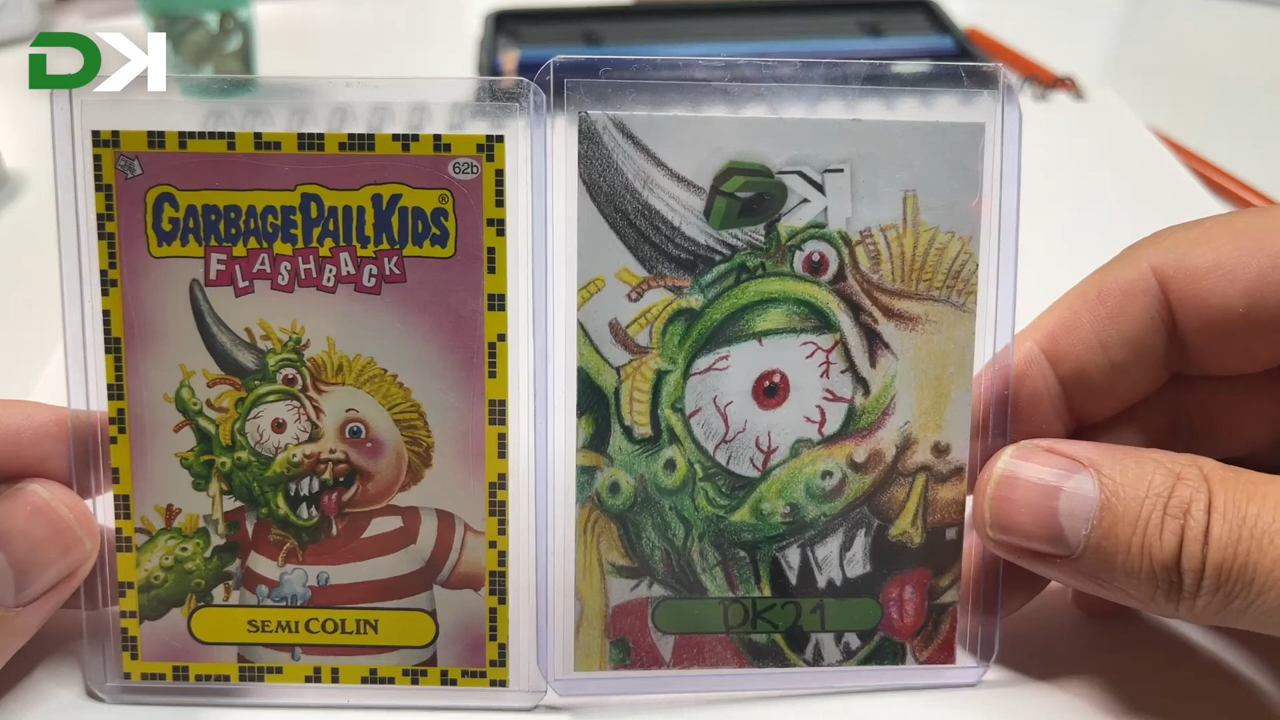 DK
62b
GARBAGE PAIL KIDS®
FLASHBACK
SEMI COLIN
DK
DK21